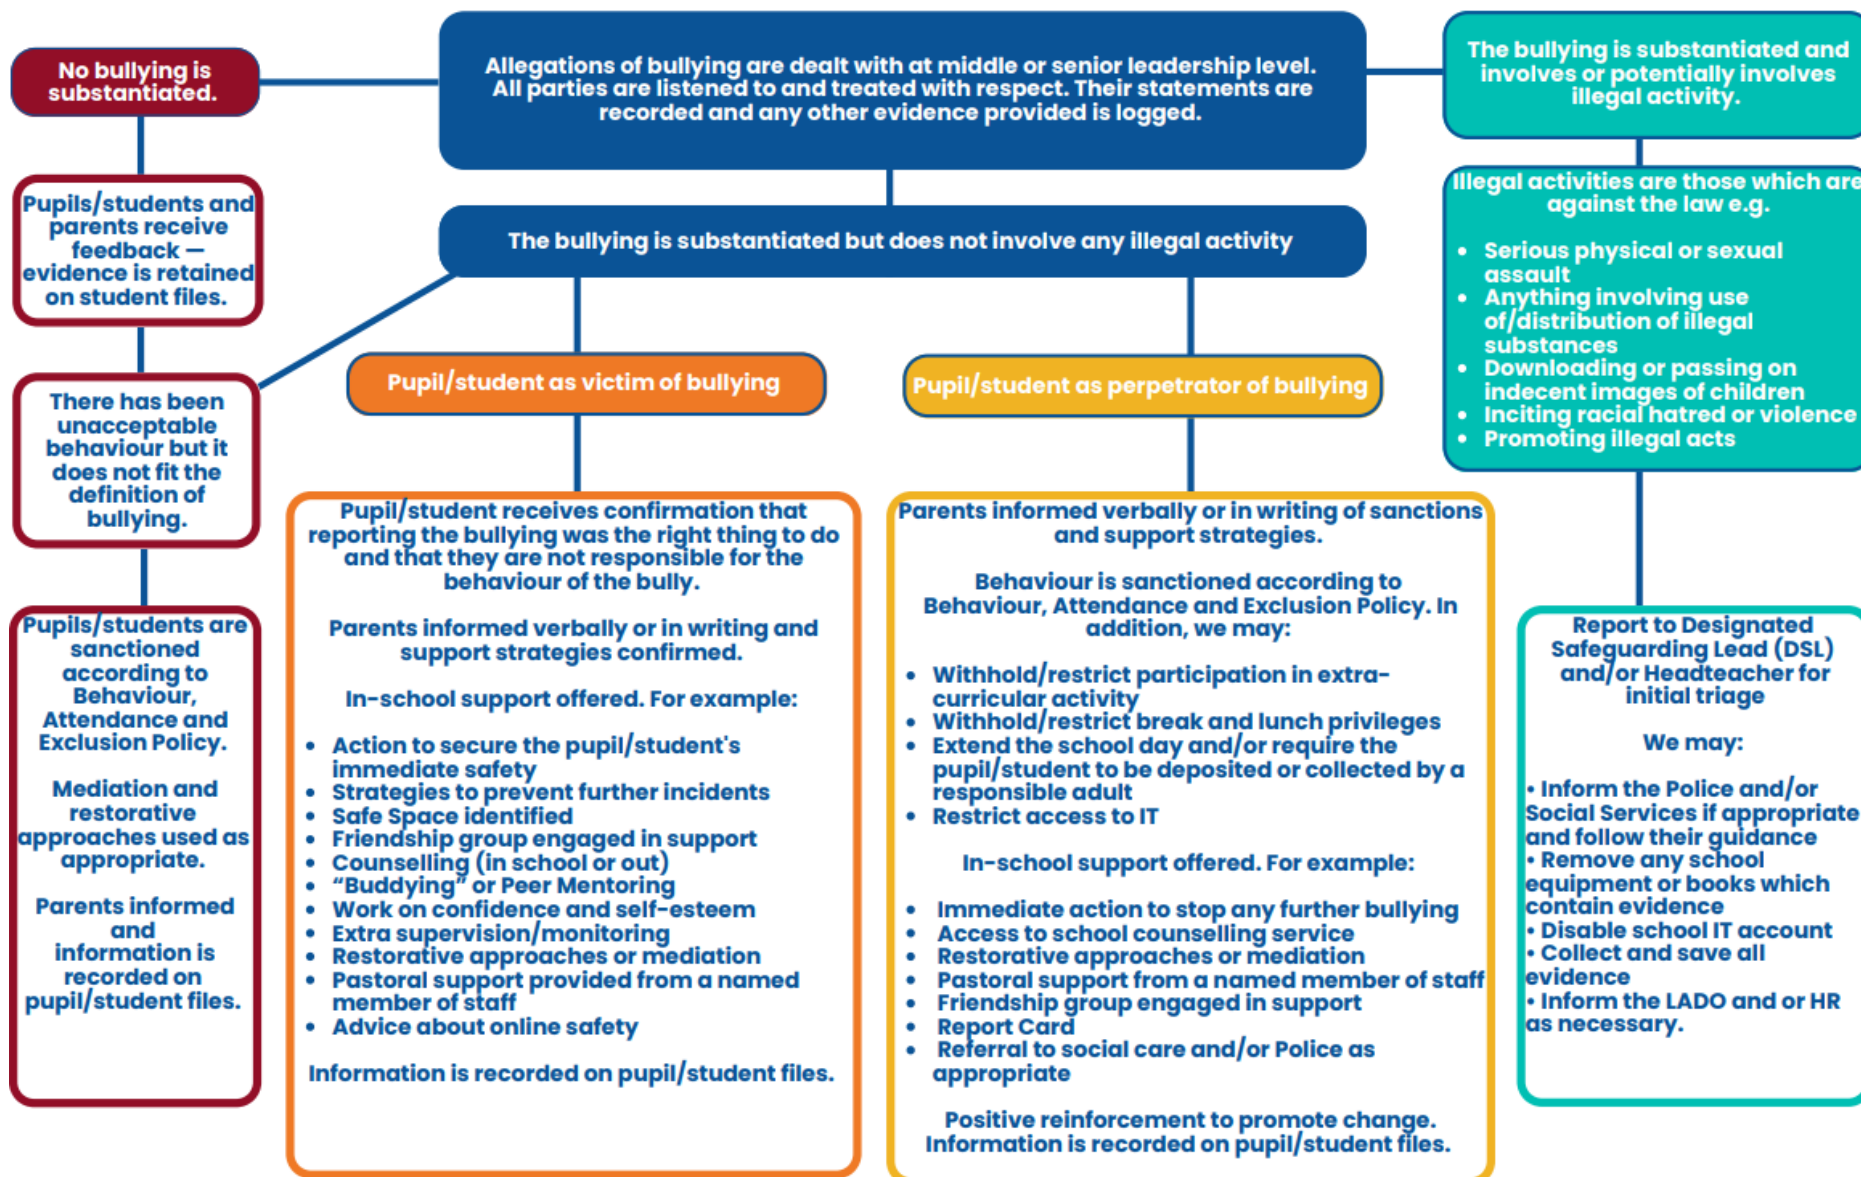 No bullying is
substantiated.
Allegations of bullying are dealt with at middle or senior leadership level.
All parties are listened to and treated with respect. Their statements are
recorded and any other evidence provided is logged.
The bullying is substantiated and
involves or potentially involves
illegal activity.
Pupils/students and
parents receive
feedback —
evidence is retained
on student files.
The bullying is substantiated but does not involve any illegal activity
Illegal activities are those which are
against the law e.g.
• Serious physical or sexual
assault
• Anything involving use
of/distribution of illegal
substances
• Downloading or passing on
indecent images of children
• Inciting racial hatred or violence
• Promoting illegal acts
There has been
unacceptable
behaviour but it
does not fit the
definition of
bullying.
Pupil/student as victim of bullying
Pupil/student as perpetrator of bullying
Pupils/students are
sanctioned
according to
Behaviour,
Attendance and
Exclusion Policy.
Mediation and
restorative
approaches used as
appropriate.
Parents informed
and
information is
recorded on
pupil/student files.
Pupil/student receives confirmation that
reporting the bullying was the right thing to do
and that they are not responsible for the
behaviour of the bully.
Parents informed verbally or in writing and
support strategies confirmed.
In-school support offered. For example:
• Action to secure the pupil/student's
immediate safety
• Strategies to prevent further incidents
• Safe Space identified
• Friendship group engaged in support
• Counselling (in school or out)
• “Buddying” or Peer Mentoring
• Work on confidence and self-esteem
• Extra supervision/monitoring
• Restorative approaches or mediation
• Pastoral support provided from a named
member of staff
• Advice about online safety
Information is recorded on pupil/student files.
Parents informed verbally or in writing of sanctions
and support strategies.
Behaviour is sanctioned according to
Behaviour, Attendance and Exclusion Policy. In
addition, we may:
• Withhold/restrict participation in extra-
curricular activity
• Withhold/restrict break and lunch privileges
• Extend the school day and/or require the
pupil/student to be deposited or collected by a
responsible adult
• Restrict access to IT
In-school support offered. For example:
• Immediate action to stop any further bullying
• Access to school counselling service
• Restorative approaches or mediation
• Pastoral support from a named member of staff
• Friendship group engaged in support
• Report Card
• Referral to social care and/or Police as
appropriate
Positive reinforcement to promote change.
Information is recorded on pupil/student files.
Report to Designated
Safeguarding Lead (DSL)
and/or Headteacher for
initial triage
We may:
• Inform the Police and/or
Social Services if appropriate
and follow their guidance
• Remove any school
equipment or books which
contain evidence
• Disable school IT account
• Collect and save all
evidence
• Inform the LADO and or HR
as necessary.